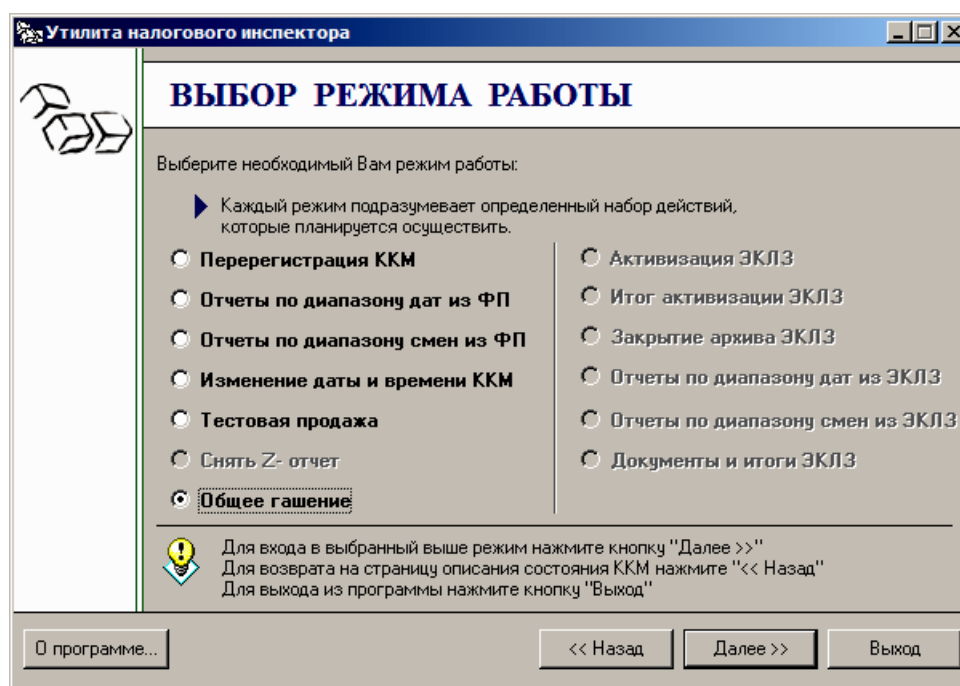 Утилита налогового инспектора
ВЫБОР РЕЖИМА РАБОТЫ
Выберите необходимый Вам режим работы:
Каждый режим подразумевает определенный набор действий,
которые планируется осуществить.
Перерегистрация ККМ
Отчеты по диапазону дат из ФП
Отчеты по диапазону смен из ФП
Изменение даты и времени ККМ
Тестовая продажа
Снять Z- отчет
Общее гашение
Активизация ЭКЛЗ
Итог активизации ЭКЛЗ
Закрытие архива ЭКЛЗ
Отчеты по диапазону дат из ЭКЛЗ
Отчеты по диапазону смен из ЭКЛЗ
Документы и итоги ЭКЛЗ
Для входа в выбранный выше режим нажмите кнопку "Далее >>"
Для возврата на страницу описания состояния ККМ нажмите "<< Назад"
Для выхода из программы нажмите кнопку "Выход"
О программе...
<< Назад
Далее >>
Выход